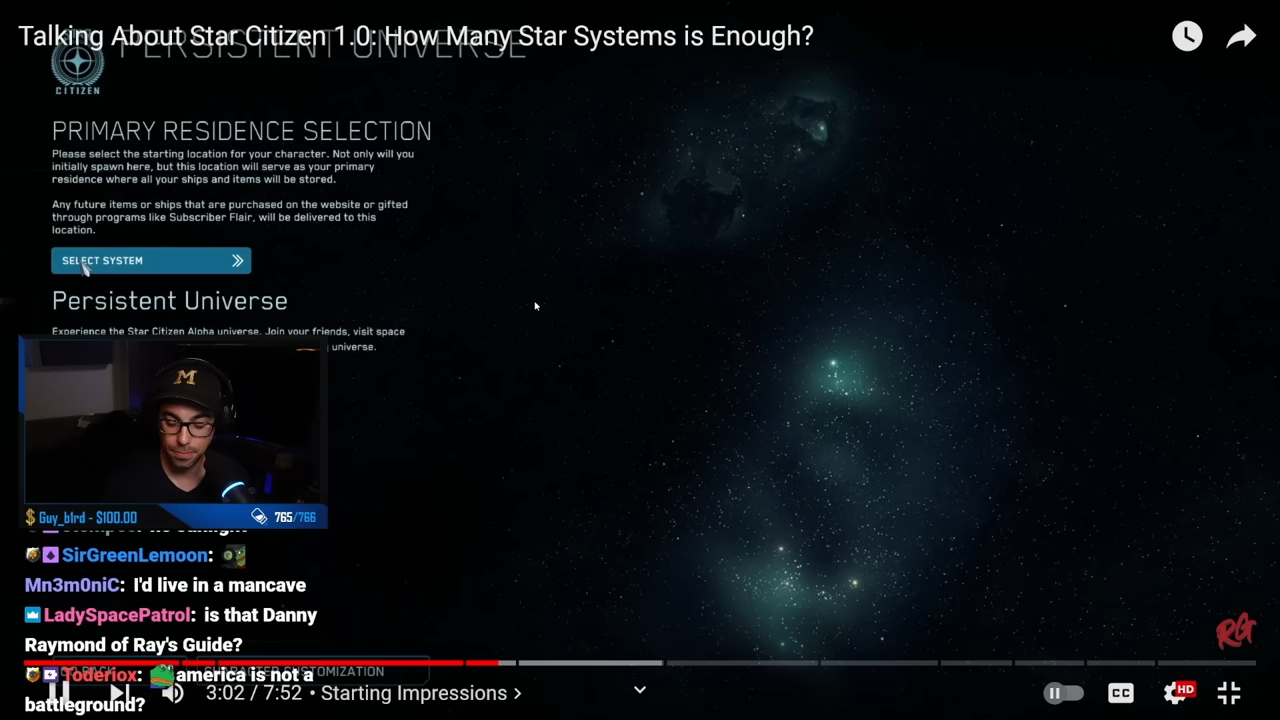 Talking About Star Citizen 1.0: How Many Star Systems is Enough?
PERSISTENT UNIVERSE
CITIZEN
PRIMARY RESIDENCE SELECTION
Please select the starting location for your character. Not only will you
initially spawn here, but this location will serve as your primary
residence where all your ships and items will be stored.
Any future items or ships that are purchased on the website or gifted
through programs like Subscriber Flair, will be delivered to this
location.
SELECT SYSTEM
Persistent Universe
Experience the Star Citizen Alpha universe. Join your friends, visit space
universe.
M
$ Guy_b1rd - $100.00
765/766
SirGreenLemoon:
Mn3m0niC: I'd live in a mancave
LadySpacePatrol: is that Danny
Raymond of Ray's Guide?
CHARACTER CUSTOMIZATION
Toderiox: america is not a
battleground?
RG
3:02 / 7:52 • Starting Impressions
CC
HD